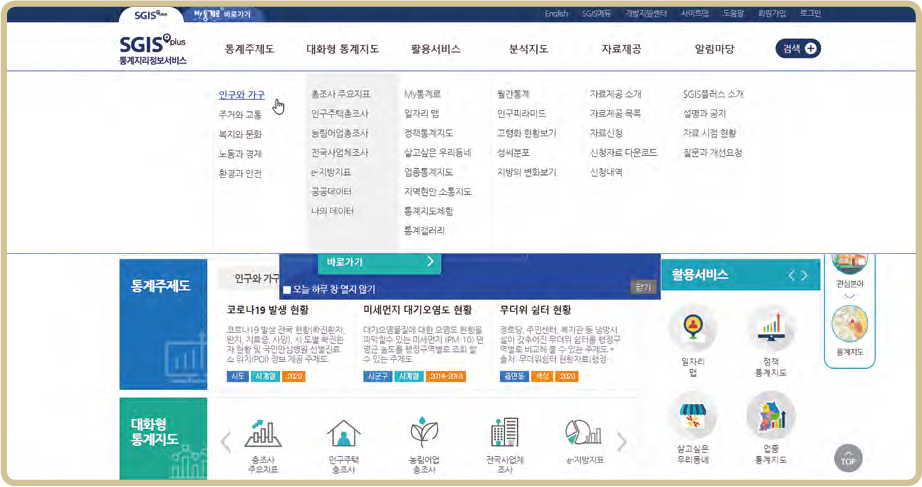 SGIS plus
My통계로 바로가기
English SGIS에듀 개발지원센터 사이트맵 도움말 회원가입 로그인
SGIS plus
통계지리정보서비스
통계주제도 대화형 통계지도 활용서비스 분석지도 자료제공 알림마당 검색
인구와 가구 총조사 주요지표 My통계로 월간통계 자료제공 소개 SGIS플러스 소개
주거와 교통 인구주택총조사 일자리 맵 인구피라미드 자료제공 목록 설명과 공지
복지와 문화 농림어업총조사 정책통계지도 고령화 현황보기 자료신청 자료 시점 현황
노동과 경제 전국사업체조사 살고싶은 우리동네 성씨분포 신청자료 다운로드 질문과 개선요청
환경과 안전 e-지방지표 업종통계지도 지방의 변화보기 신청내역
공공데이터 지역현안 소통지도
나의 데이터 통계지도체험
통계갤러리
바로가기
오늘 하루 창 열지 않기 닫기
통계주제도
인구와 가구
코로나19 발생 현황
코로나19 발생 전국 현황(확진환자,
완치, 치료중, 사망), 시 도별 확진환
자 현황 및 국민안심병원 선별진료
소 위치(POI) 정보 제공 주제도
시도 시계열 2020
미세먼지 대기오염도 현황
대기오염물질에 대한 오염도 현황을
파악할수 있는 미세먼지 (PM-10) 연
평균 농도를 행정구역별로 조회 할
수 있는 주제도
시군구 시계열 2014~2018
무더위 쉼터 현황
경로당, 주민센터, 복지관 등 냉방시
설이 갖추어진 무더위 쉼터를 행정구
역별로 비교해 볼 수 있는 주제도 *
출처: 무더위쉼터 현황자료(행정
읍면동 색상 2020
활용서비스
일자리
맵
정책
통계지도
살고싶은
우리동네
업종
통계지도
관심분야
통계지도
대화형
통계지도
총조사
주요지표
인구주택
총조사
농림어업
총조사
전국사업체
조사
e-지방지표
TOP